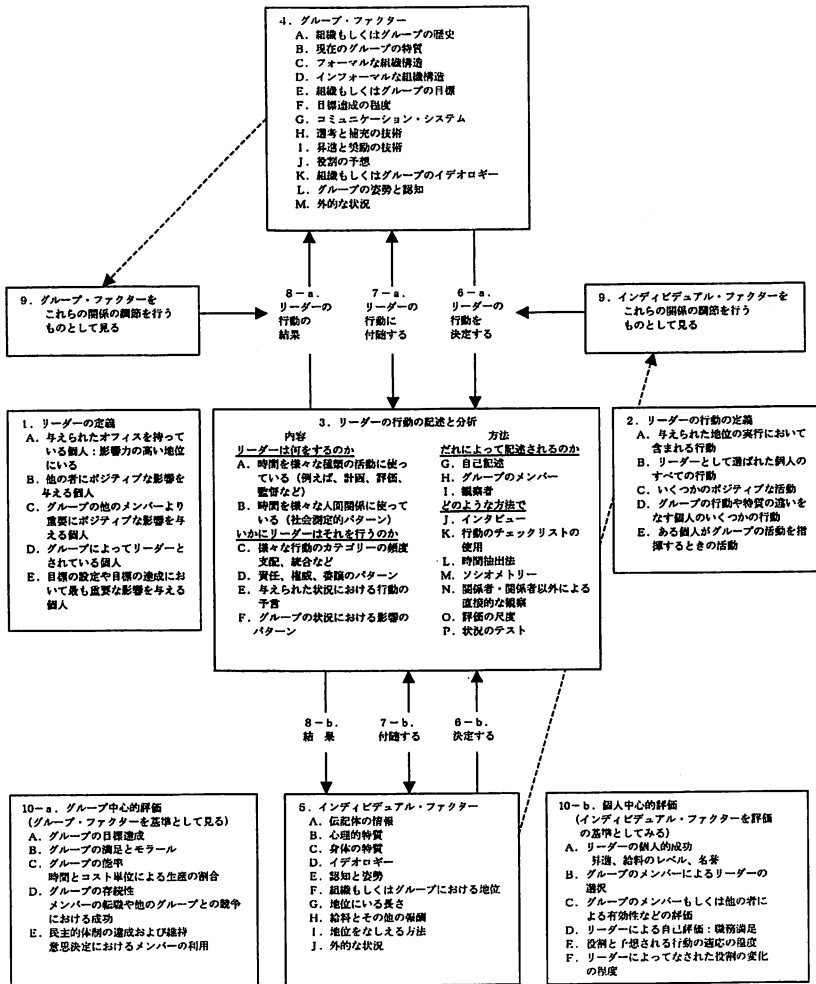 4．グループ・ファクター
A．組織もしくはグループの歴史
B．現在のグループの特質
C．フォーマルな組織構造
D．インフォーマルな組織構造
E．組織もしくはグループの目標
F．目標達成の程度
G．コミュニケーション・システム
H．選考と補充の技術
I．昇進と奨励の技術
J．役割の予想
K．組織もしくはグループのイデオロギー
L．グループの姿勢と認知
M．外的な状況
9．グループ・ファクターを
これらの関係の調節を行う
ものとして見る
8－a．
リーダーの
行動の
結果
7－a．
リーダーの
行動に
付随する
6－a．
リーダーの
行動を
決定する
9．インディビデュアル・ファクターを
これらの関係の調節を行う
ものとして見る
1．リーダーの定義
A．与えられたオフィスを持って
いる個人：影響力の高い地位
にいる
B．他の者にポジティブな影響を
与える個人
C．グループの他のメンバーより
重要にポジティブな影響を与
える個人
D．グループによってリーダーと
されている個人
E．目標の設定や目標の達成にお
いて最も重要な影響を与える
個人
3．リーダーの行動の記述と分析
内容
リーダーは何をするのか
A．時間を様々な種類の活動に使っ
ている（例えば、計画、評価、
監督など）
B．時間を様々な人間関係に使って
いる（社会測定的パターン）
いかにリーダーはそれを行うのか
C．様々な行動のカテゴリーの頻度
支配、統合など
D．責任、権威、委譲のパターン
E．与えられた状況における行動の
予言
F．グループの状況における影響の
パターン
方法
だれによって記述されるのか
G．自己記述
H．グループのメンバー
I．観察者
どのような方法で
J．インタビュー
K．行動のチェックリストの
使用
L．時間抽出法
M．ソシオメトリー
N．関係者・関係者以外による
直接的な観察
O．評価の尺度
P．状況のテスト
2．リーダーの行動の定義
A．与えられた地位の実行において
含まれる行動
B．リーダーとして選ばれた個人の
すべての行動
C．いくつかのポジティブな活動
D．グループの行動や特質の違いを
なす個人のいくつかの行動
E．ある個人がグループの活動を指
揮するときの活動
8－b．
結 果
7－b．
付随する
6－b．
決定する
10－a．グループ中心的評価
（グループ・ファクターを基準として見る）
A．グループの目標達成
B．グループの満足とモラール
C．グループの能率
時間とコスト単位による生産の割合
D．グループの存続性
メンバーの転職や他のグループとの競争
における成功
E．民主的体制の達成および維持
意思決定におけるメンバーの利用
5．インディビデュアル・ファクター
A．伝記体の情報
B．心理的特質
C．身体の特質
D．イデオロギー
E．認知と姿勢
F．組織もしくはグループにおける地位
G．地位にいる長さ
H．給料とその他の報酬
I．地位をなしえる方法
J．外的な状況
10－b．個人中心的評価
（インディビデュアル・ファクターを評価
の基準としてみる）
A．リーダーの個人的成功
昇進、給料のレベル、名誉
B．グループのメンバーによるリーダーの
選択
C．グループのメンバーもしくは他の者に
よる有効性などの評価
D．リーダーによる自己評価：職務満足
E．役割と予想される行動の適応の程度
F．リーダーによってなされた役割の変化
の程度